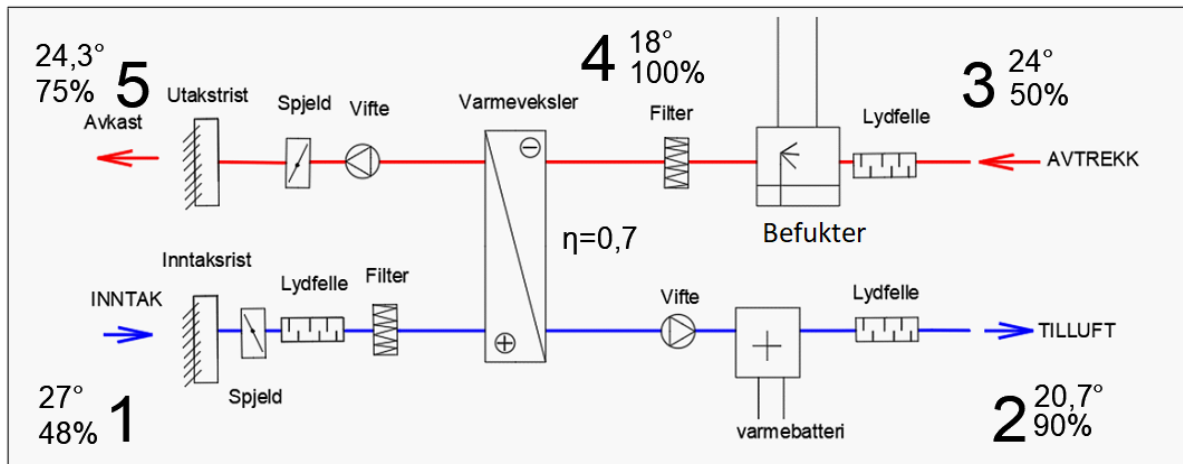 24,3°
75%
5
4
18°
100%
3
24°
50%
Utakstrist
Spjeld
Vifte
Varmeveksler
Filter
Lydfelle
Avkast
AVTREKK
Befukter
η=0,7
Inntaksrist
Lydfelle
Filter
Vifte
Lydfelle
INNTAK
TILLUFT
27°
48%
1
Spjeld
varmebatteri
2
20,7°
90%